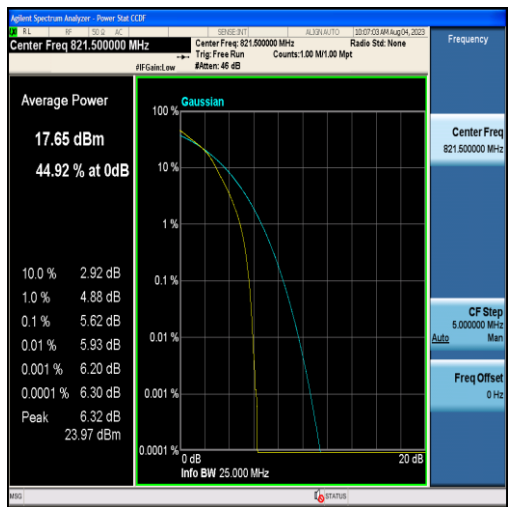 Agilent Spectrum Analyzer - Power Stat CCDF
RL RF 50 Ω AC SENSE:INT ALIGN AUTO 10:07:03 AM Aug 04, 2023
Center Freq 821.500000 MHz
Center Freq: 821.500000 MHz
Radio Std: None
Trig: Free Run Counts:1.00 M/1.00 Mpt
#IFGain:Low #Atten: 46 dB
Frequency
Average Power
17.65 dBm
44.92 % at 0dB
10.0 % 2.92 dB
1.0 % 4.88 dB
0.1 % 5.62 dB
0.01 % 5.93 dB
0.001 % 6.20 dB
0.0001 % 6.30 dB
Peak 6.32 dB
23.97 dBm
Gaussian
100 %
10 %
1 %
0.1 %
0.01 %
0.001 %
0.0001 %
0 dB 20 dB
Info BW 25.000 MHz
Center Freq
821.500000 MHz
CF Step
5.000000 MHz
Auto Man
Freq Offset
0 Hz
MSG STATUS